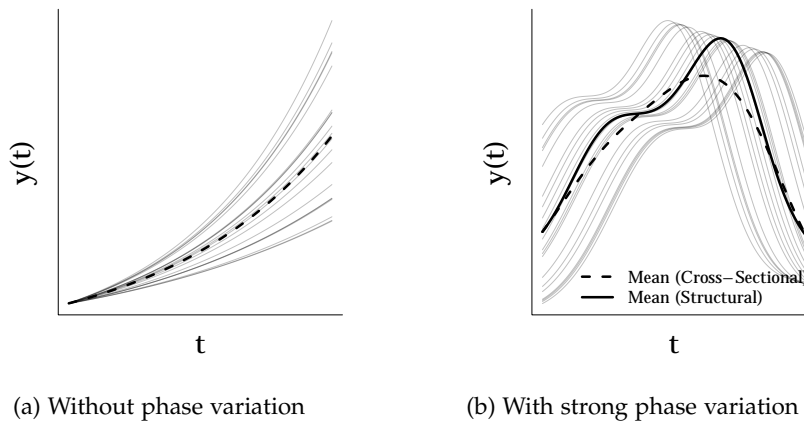 y(t)
t
(a) Without phase variation
y(t)
Mean (Cross−Sectional)
Mean (Structural)
t
(b) With strong phase variation